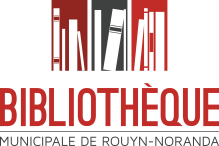 BIBLIOTHÈQUE
MUNICIPALE DE ROUYN-NORANDA